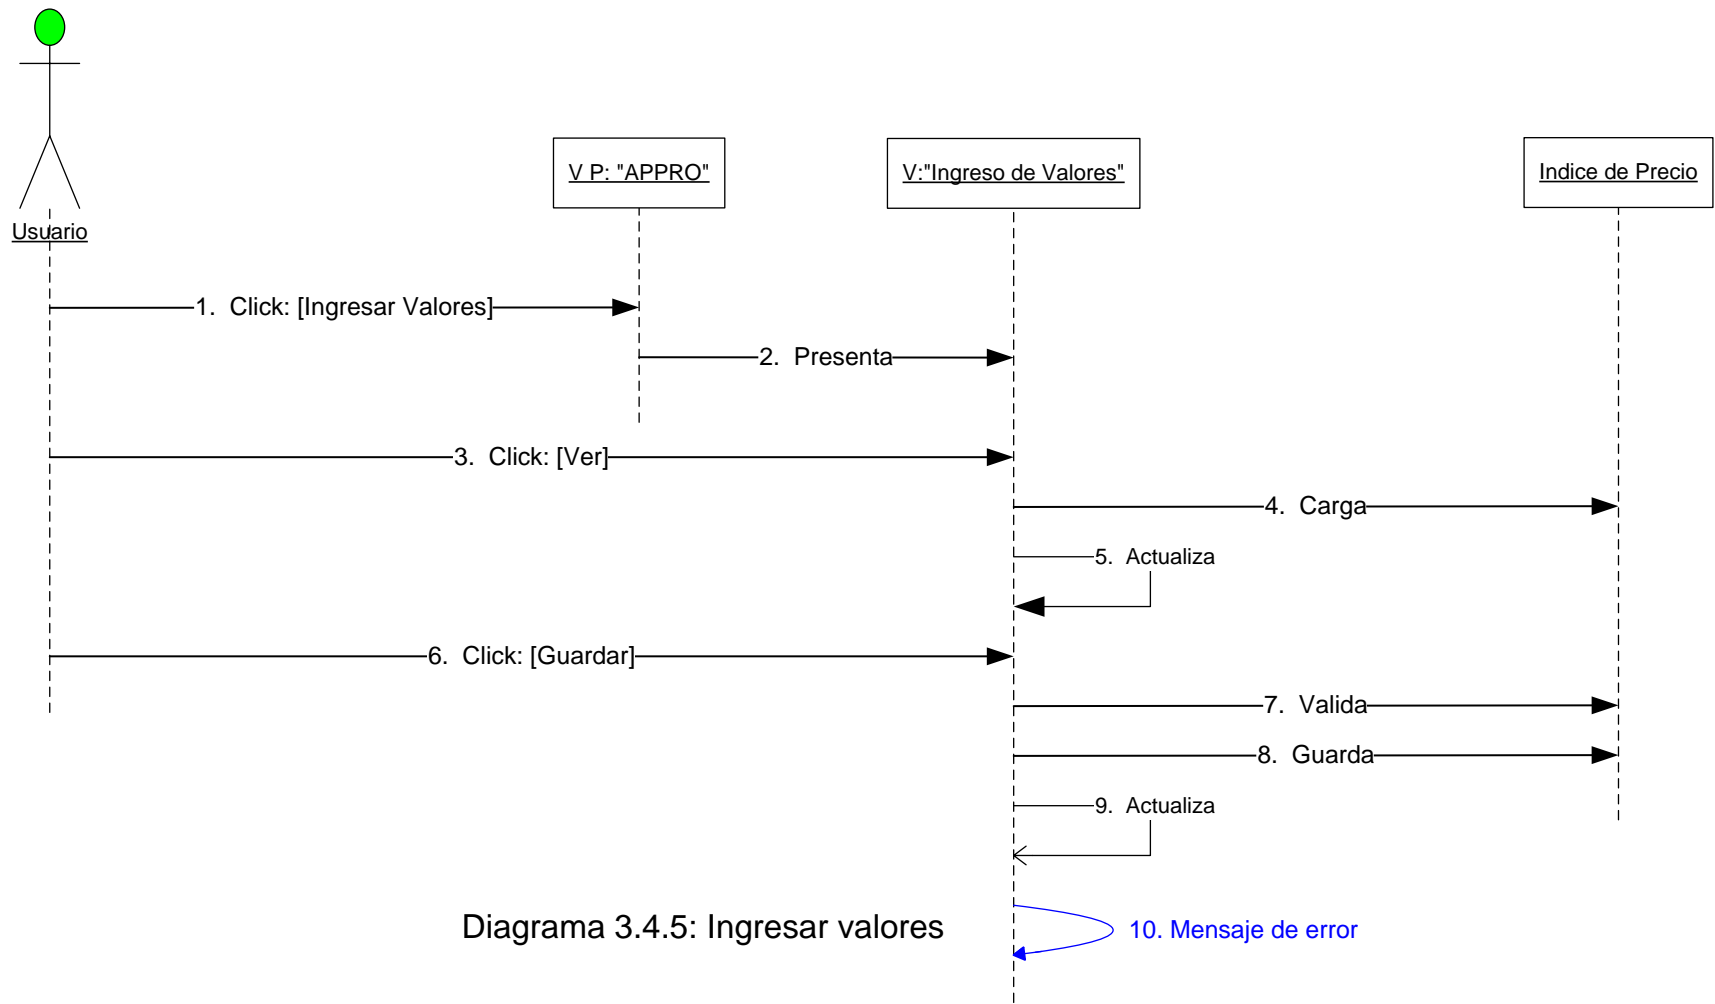 V P: "APPRO"
V:"Ingreso de Valores"
Indice de Precio
Usuario
1. Click: [Ingresar Valores]
2. Presenta
3. Click: [Ver]
4. Carga
5. Actualiza
6. Click: [Guardar]
7. Valida
8. Guarda
9. Actualiza
Diagrama 3.4.5: Ingresar valores
10. Mensaje de error